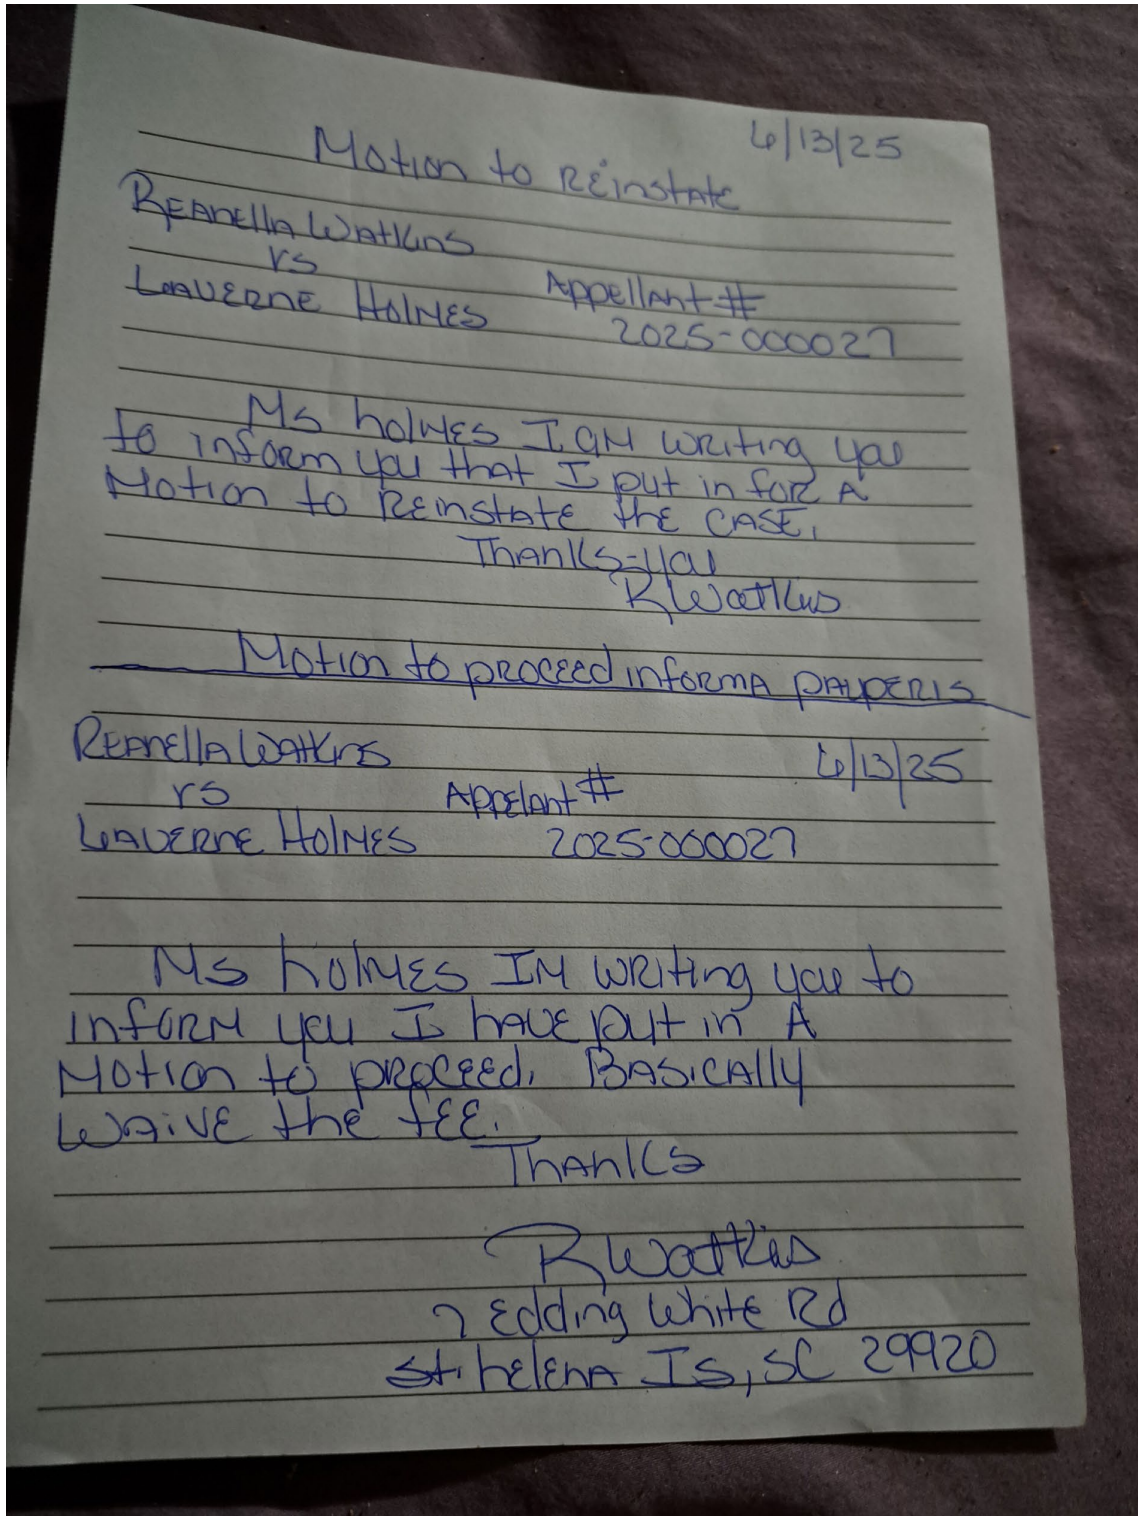 6/13/25
Motion to Reinstate
Reanella Watkins
vs
Laverne Holmes Appellant #
2025-000027
Ms holmes I am writing you
to inform you that I put in for a
Motion to Reinstate the case.
Thanks-you
R Watkins
Motion to proceed informa pauperis
Reanella Watkins 6/13/25
vs Appelant #
Laverne Holmes 2025-000027
Ms holmes Im writing you to
inform you I have put in a
Motion to proceed. Basically
waive the fee.
Thanks
R Watkins
7 Edding White Rd
St. helena Is, SC 29920